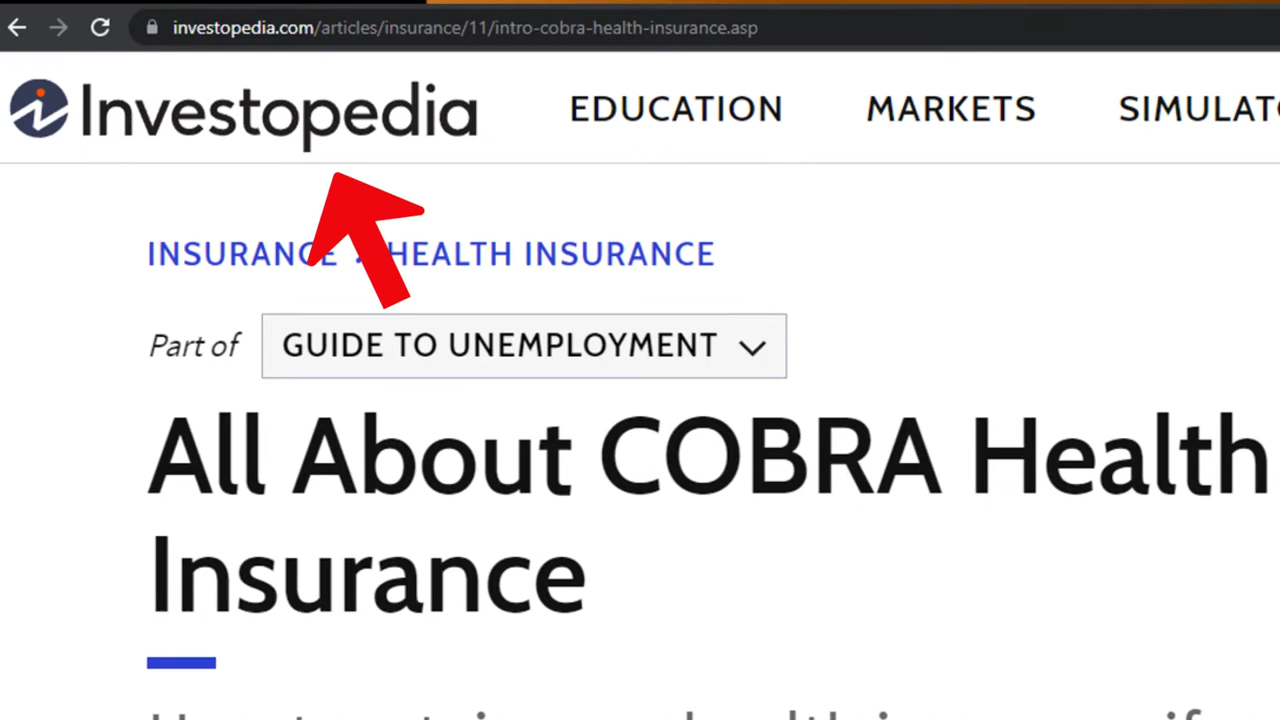 investopedia.com/articles/insurance/11/intro-cobra-health-insurance.asp
Investopedia EDUCATION MARKETS
INSURANCE HEALTH INSURANCE
Part of GUIDE TO UNEMPLOYMENT
All About COBRA Health
Insurance